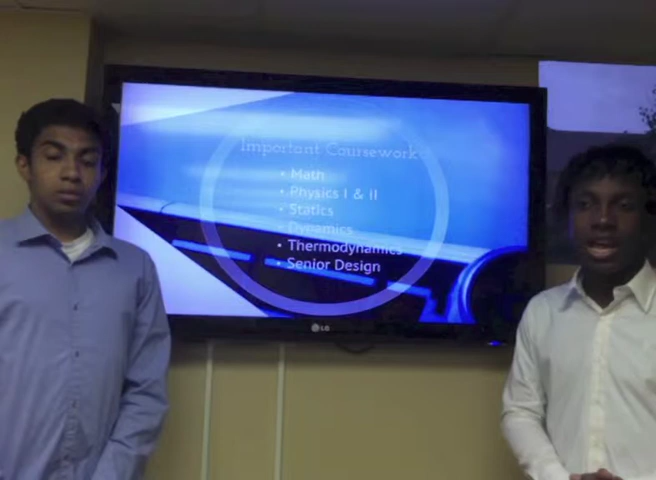 Important Coursework
• Math
• Physics I & II
• Statics
• Dynamics
• Thermodynamics
• Senior Design
LG